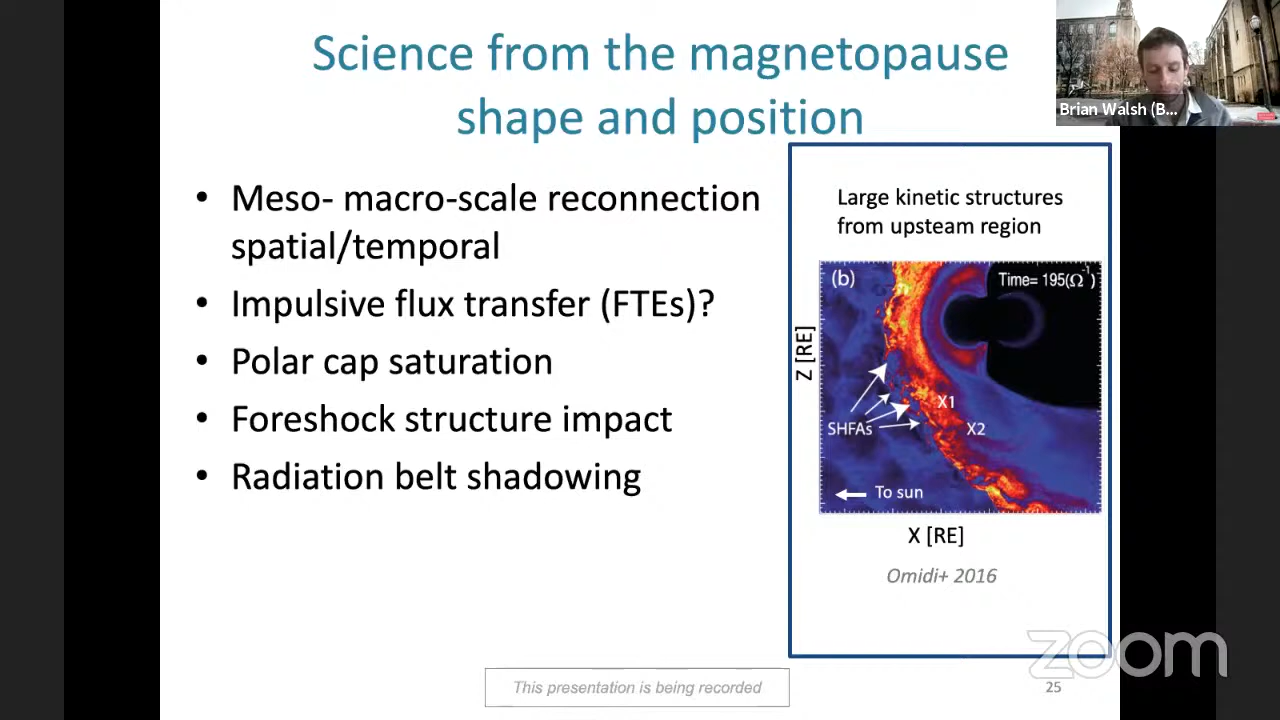 Science from the magnetopause
shape and position
Brian Walsh (B...
• Meso- macro-scale reconnection
spatial/temporal
• Impulsive flux transfer (FTEs)?
• Polar cap saturation
• Foreshock structure impact
• Radiation belt shadowing
Large kinetic structures
from upsteam region
(b)
Time= 195(Ω⁻¹)
Z [RE]
X1
SHFAs
X2
To sun
X [RE]
Omidi+ 2016
zoom
This presentation is being recorded
25